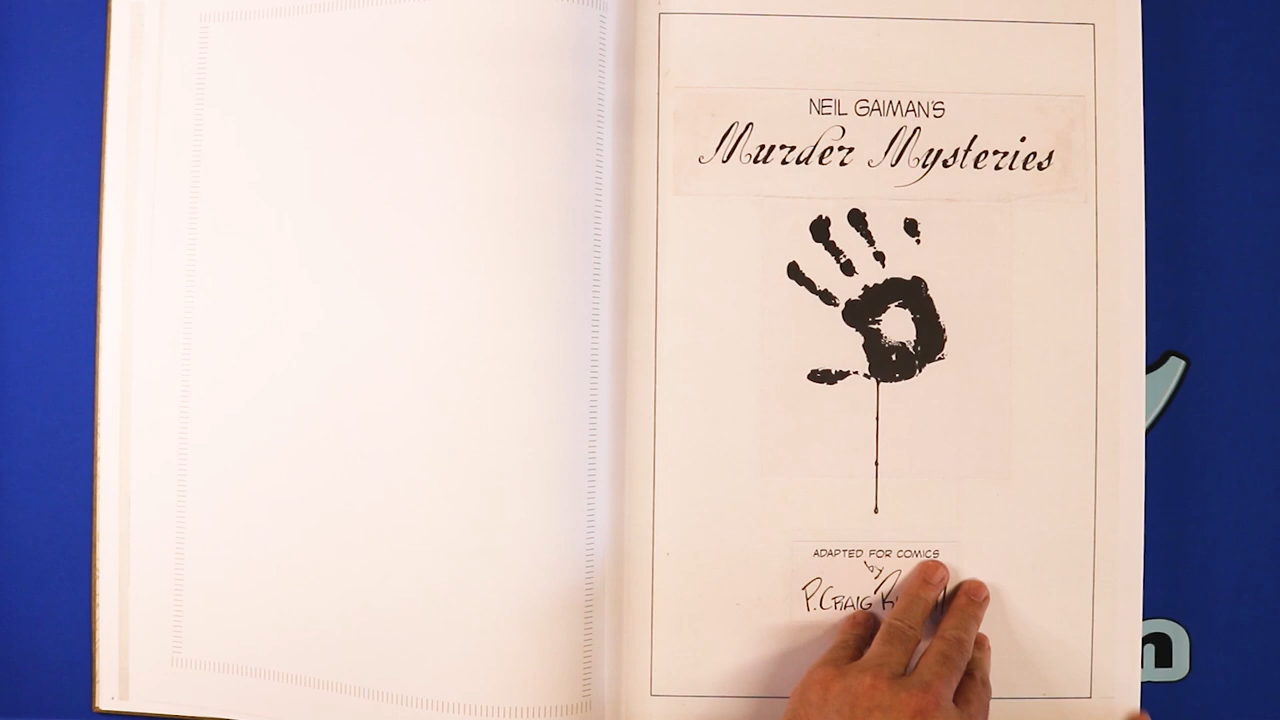 NEIL GAIMAN'S
Murder Mysteries
ADAPTED FOR COMICS
by
P. CRAIG